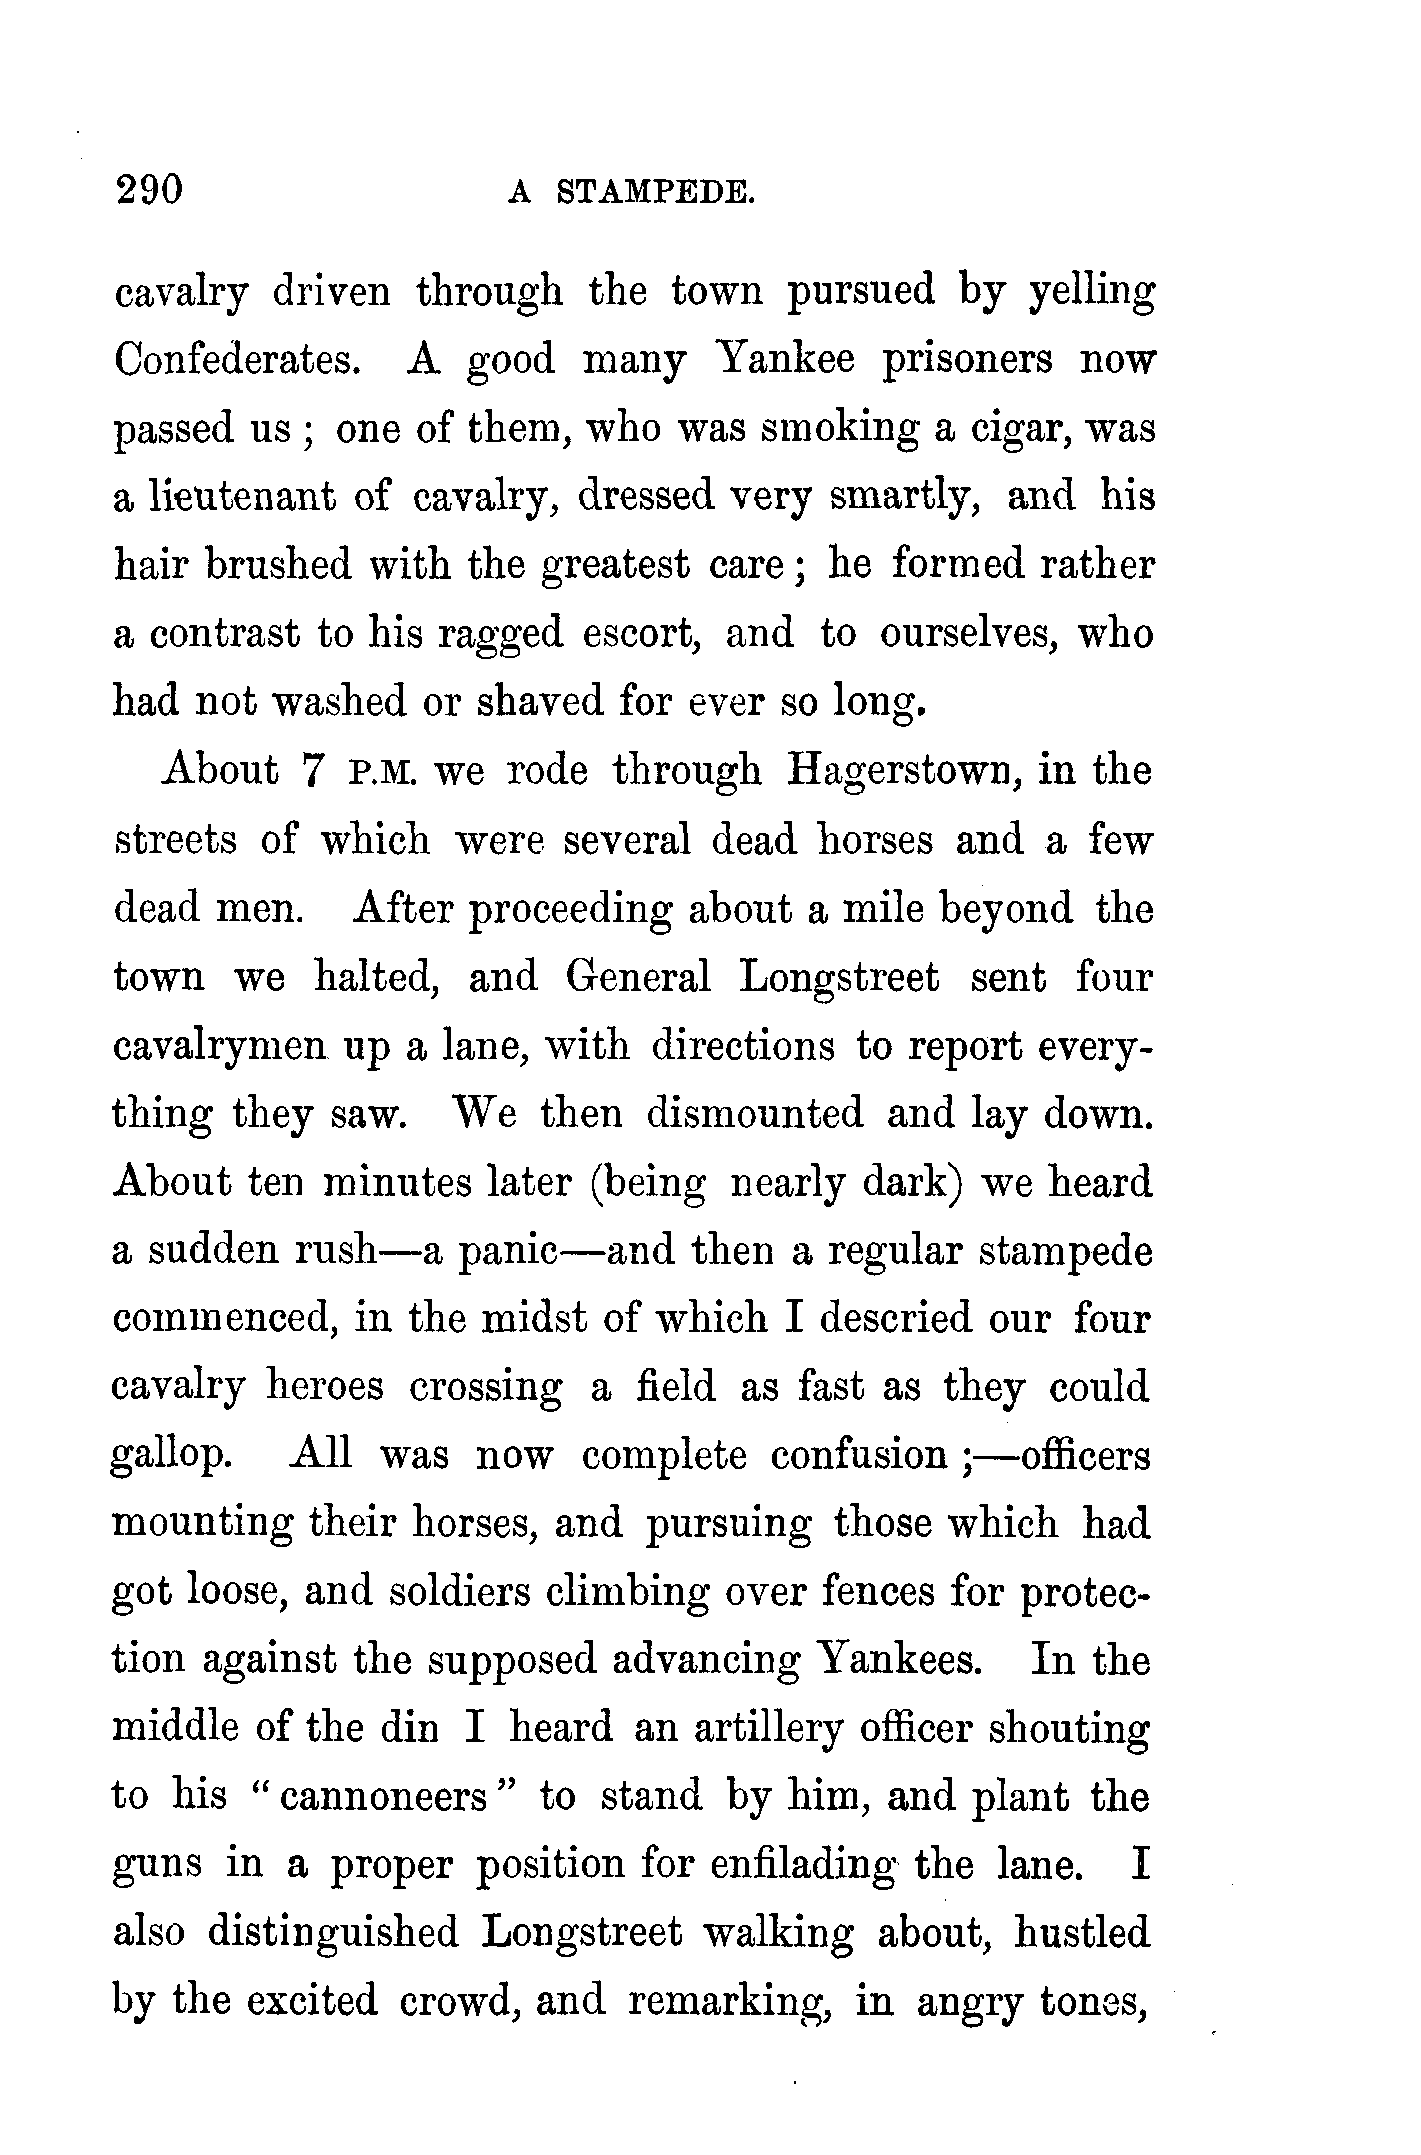 290 A STAMPEDE.
cavalry driven through the town pursued by yelling
Confederates. A good many Yankee prisoners now
passed us ; one of them, who was smoking a cigar, was
a lieutenant of cavalry, dressed very smartly, and his
hair brushed with the greatest care ; he formed rather
a contrast to his ragged escort, and to ourselves, who
had not washed or shaved for ever so long.
About 7 P.M. we rode through Hagerstown, in the
streets of which were several dead horses and a few
dead men. After proceeding about a mile beyond the
town we halted, and General Longstreet sent four
cavalrymen up a lane, with directions to report every-
thing they saw. We then dismounted and lay down.
About ten minutes later (being nearly dark) we heard
a sudden rush—a panic—and then a regular stampede
commenced, in the midst of which I descried our four
cavalry heroes crossing a field as fast as they could
gallop. All was now complete confusion ;—officers
mounting their horses, and pursuing those which had
got loose, and soldiers climbing over fences for protec-
tion against the supposed advancing Yankees. In the
middle of the din I heard an artillery officer shouting
to his “ cannoneers ” to stand by him, and plant the
guns in a proper position for enfilading the lane. I
also distinguished Longstreet walking about, hustled
by the excited crowd, and remarking, in angry tones,